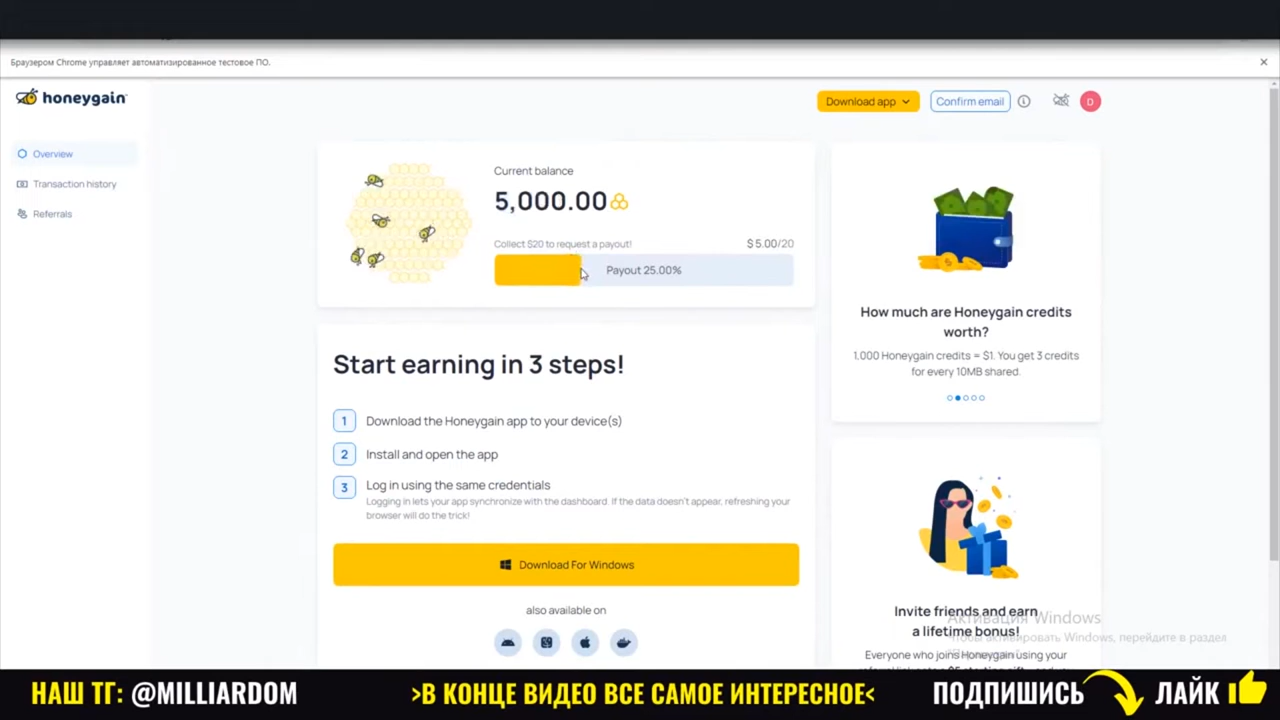 Браузером Chrome управляет автоматизированное тестовое ПО.
honeygain
Download app
Confirm email
D
Overview
Transaction history
Referrals
Current balance
5,000.00
Collect $20 to request a payout!
$ 5.00/20
Payout 25.00%
How much are Honeygain credits
worth?
1,000 Honeygain credits = $1. You get 3 credits
for every 10MB shared.
Start earning in 3 steps!
1 Download the Honeygain app to your device(s)
2 Install and open the app
3 Log in using the same credentials
Logging in lets your app synchronize with the dashboard. If the data doesn't appear, refreshing your
browser will do the trick!
Download For Windows
also available on
Invite friends and earn
a lifetime bonus!
Everyone who joins Honeygain using your
Активация Windows
Чтобы активировать Windows, перейдите в раздел
НАШ ТГ: @MILLIARDOM
>В КОНЦЕ ВИДЕО ВСЕ САМОЕ ИНТЕРЕСНОЕ<
ПОДПИШИСЬ
ЛАЙК